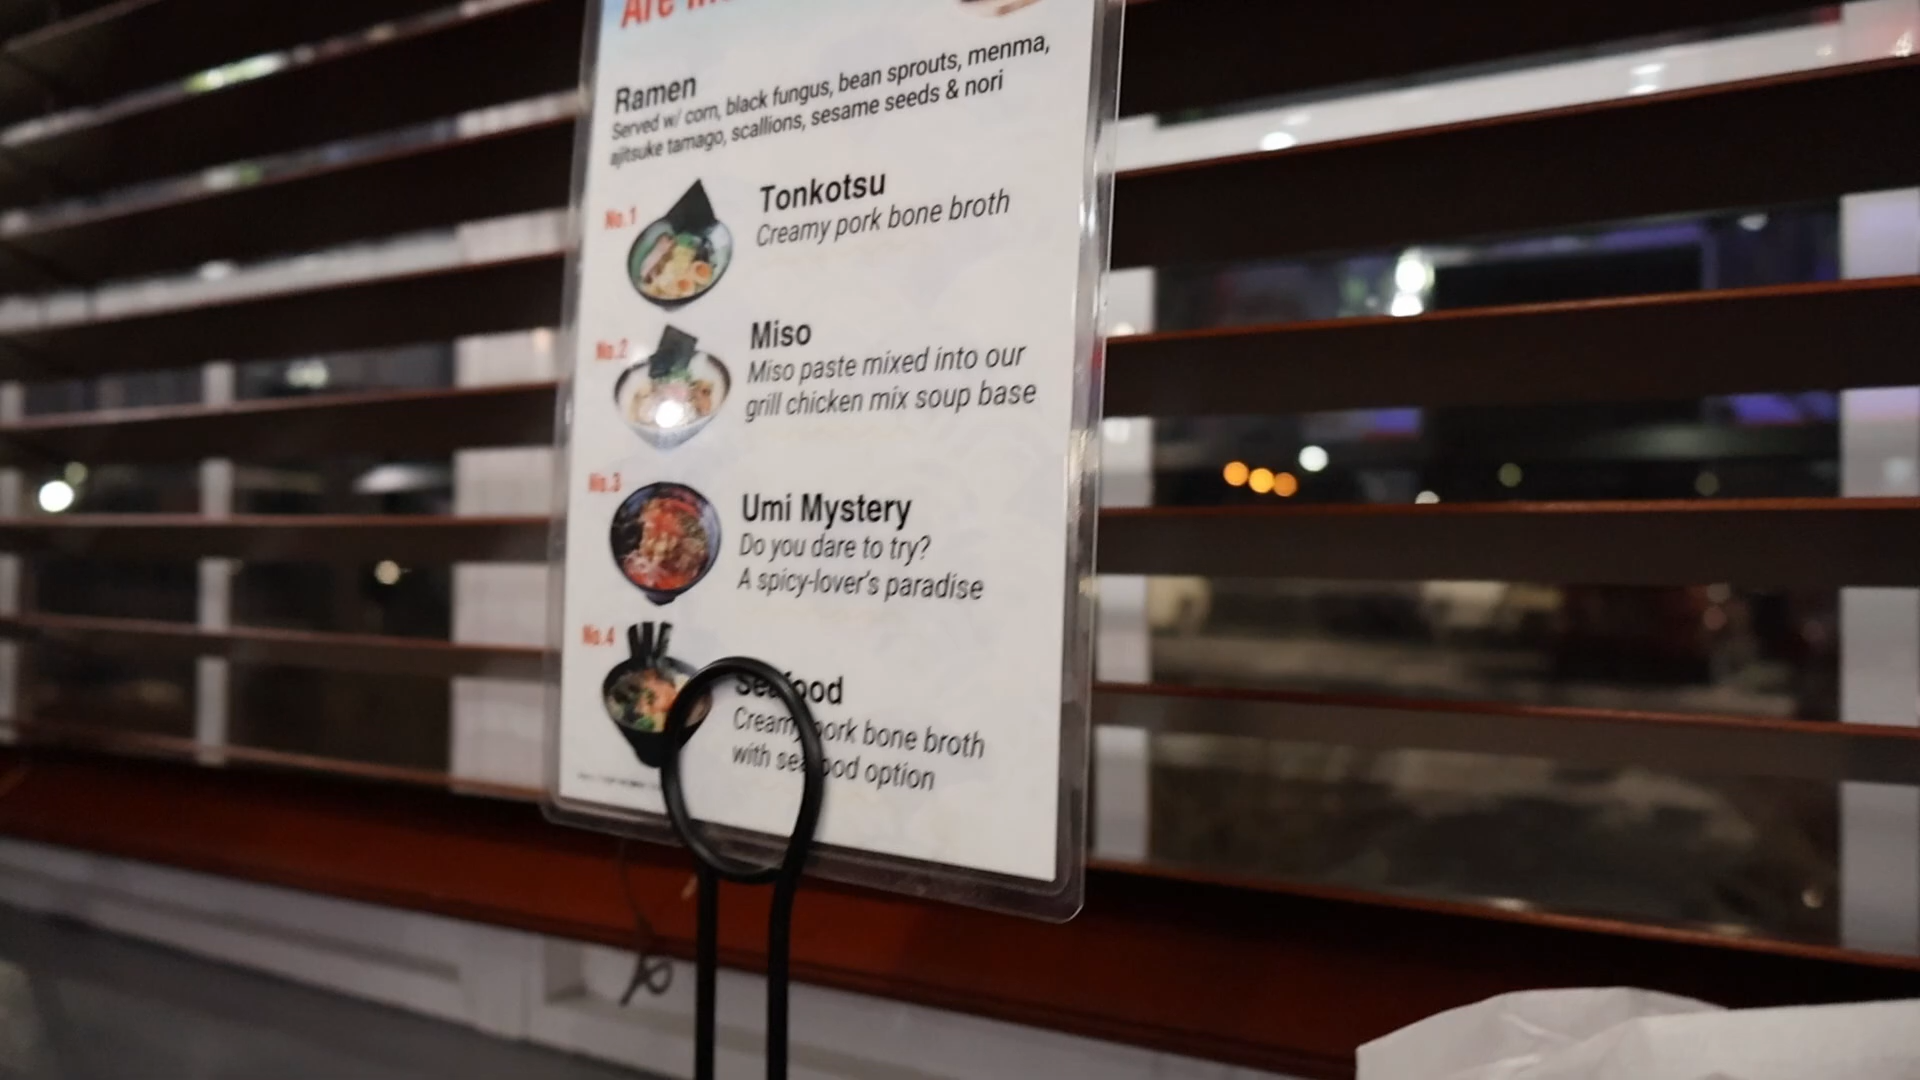 Are
Ramen
Served w/ corn, black fungus, bean sprouts, menma,
ajitsuke tamago, scallions, sesame seeds & nori
No.1
Tonkotsu
Creamy pork bone broth
No.2
Miso
Miso paste mixed into our
grill chicken mix soup base
No.3
Umi Mystery
Do you dare to try?
A spicy-lover's paradise
No.4
Seafood
Creamy pork bone broth
with seafood option